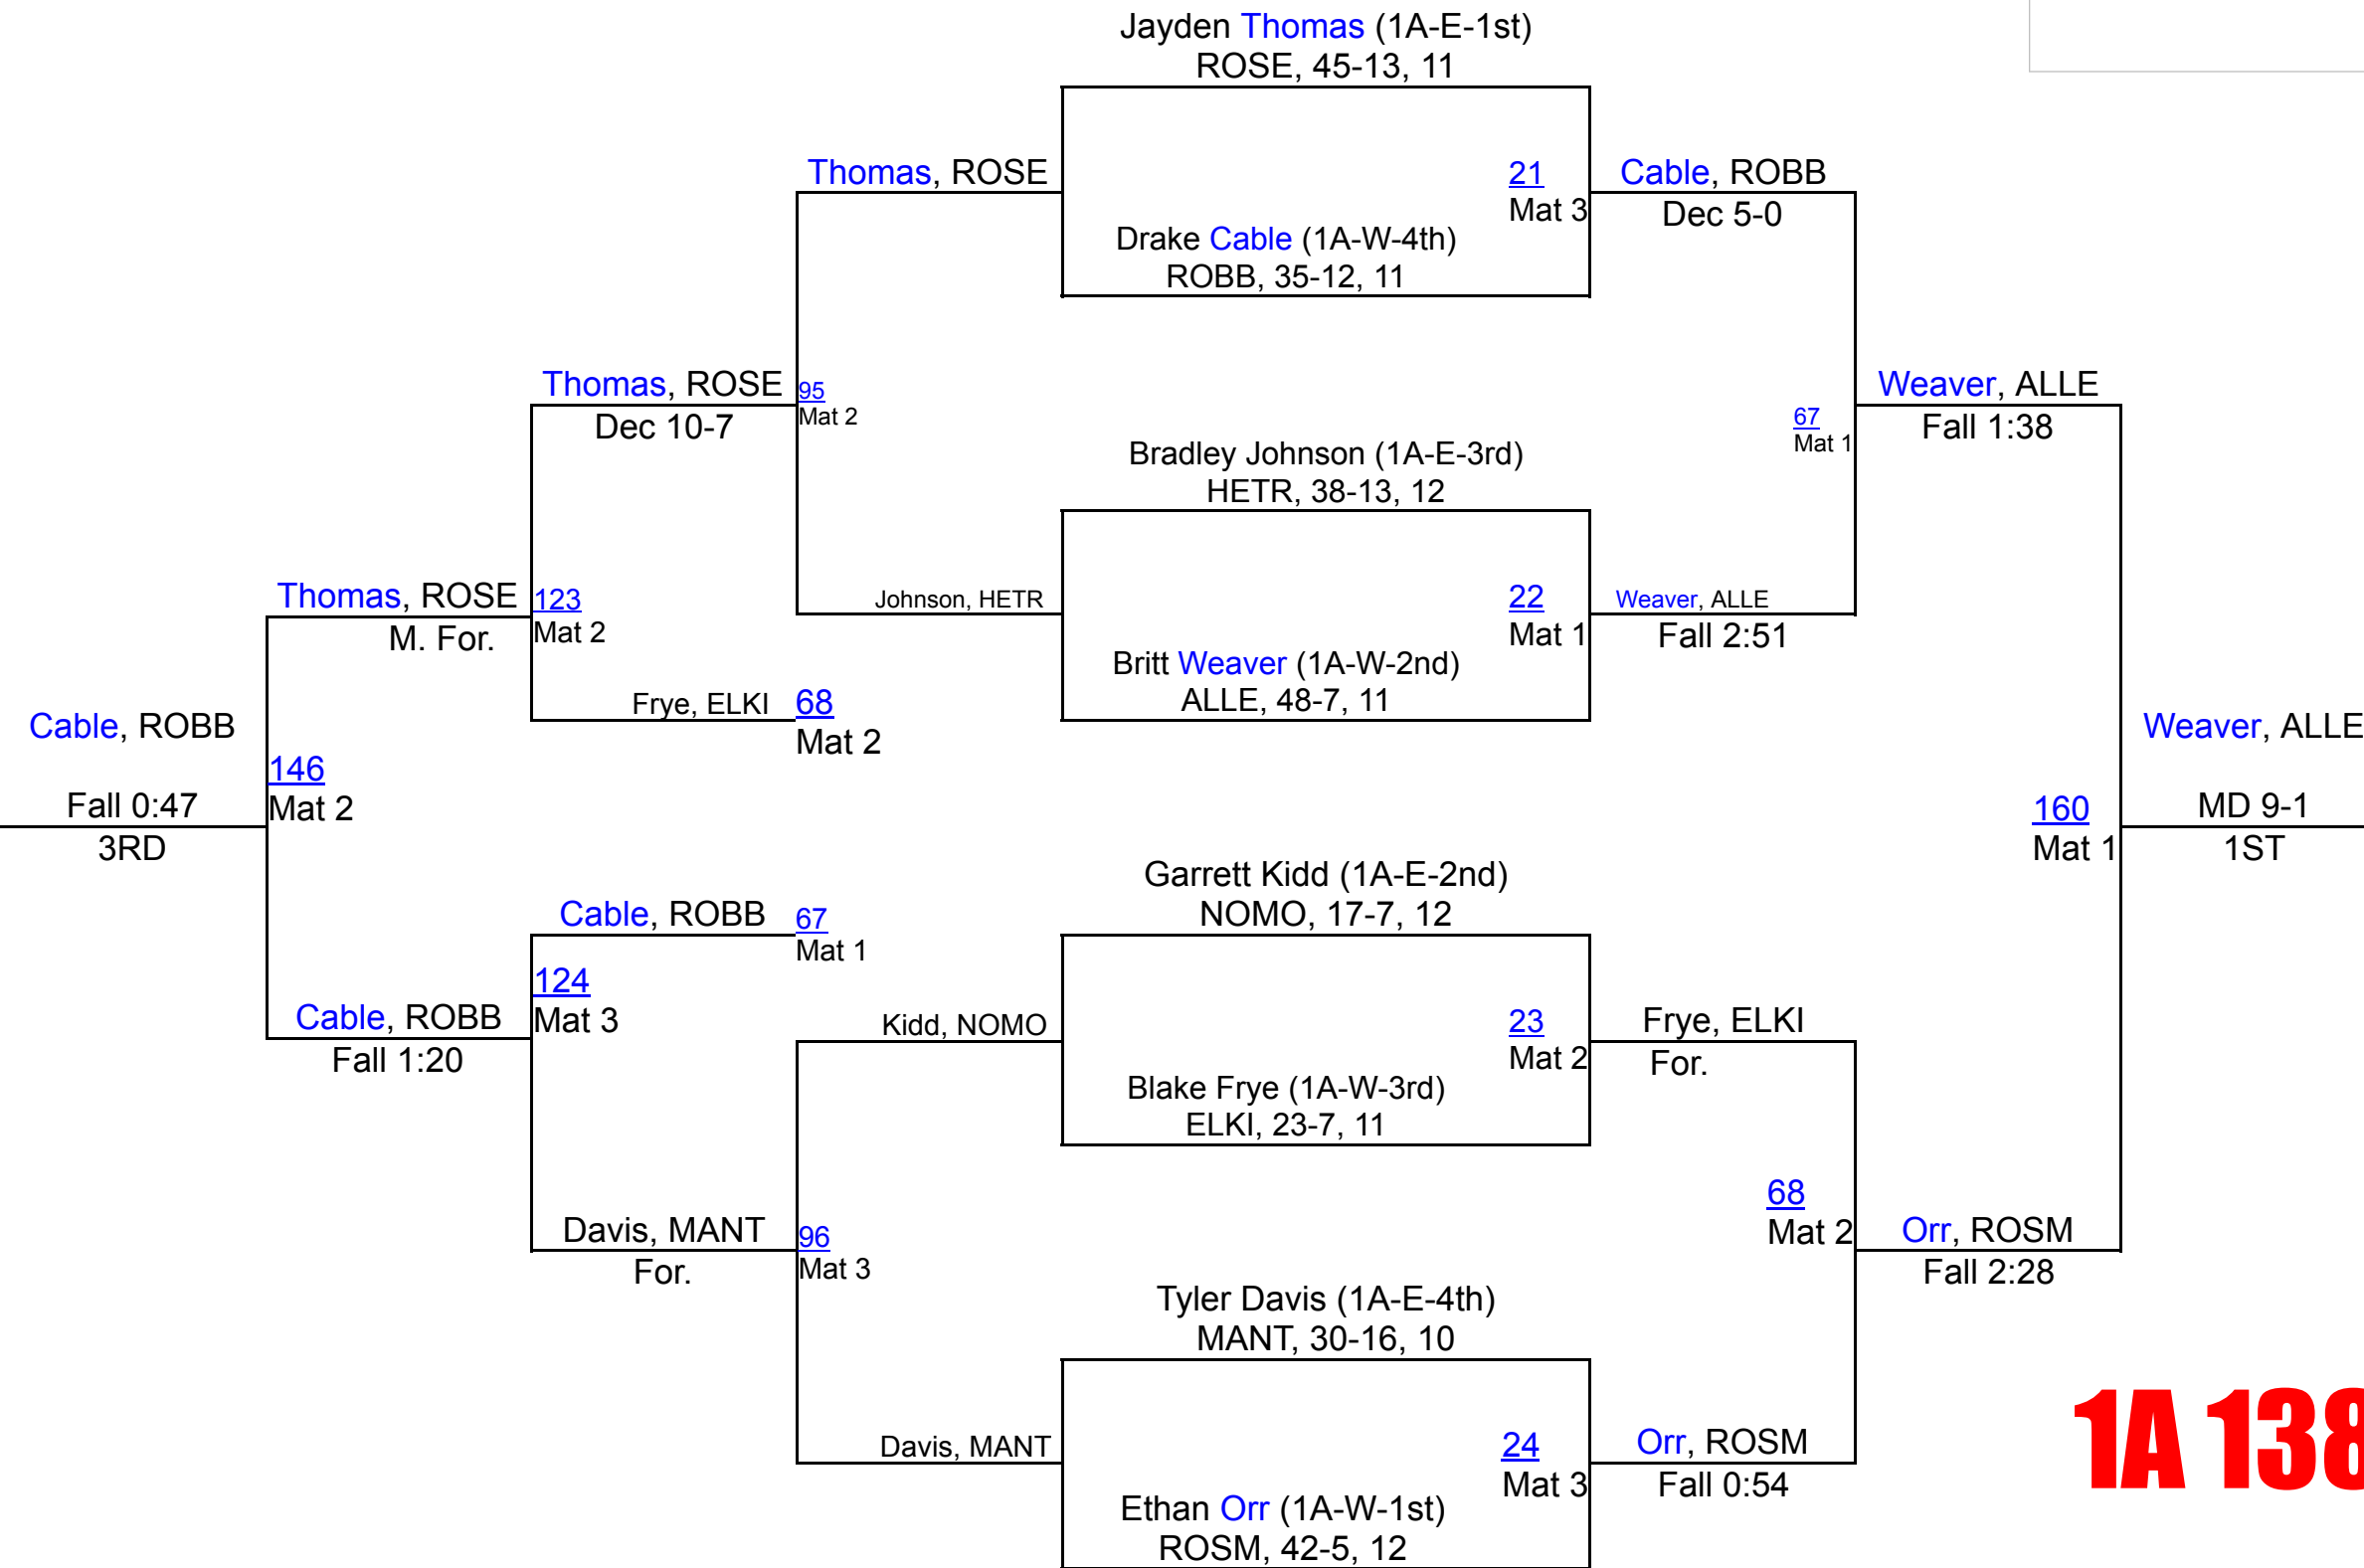 Jayden Thomas (1A-E-1st)
ROSE, 45-13, 11
Thomas, ROSE
21
Mat 3
Cable, ROBB
Dec 5-0
Drake Cable (1A-W-4th)
ROBB, 35-12, 11
Thomas, ROSE
Dec 10-7
95
Mat 2
67
Mat 1
Weaver, ALLE
Fall 1:38
Bradley Johnson (1A-E-3rd)
HETR, 38-13, 12
Thomas, ROSE
M. For.
123
Mat 2
Johnson, HETR
22
Mat 1
Weaver, ALLE
Fall 2:51
Britt Weaver (1A-W-2nd)
ALLE, 48-7, 11
Frye, ELKI
68
Mat 2
Cable, ROBB
Fall 0:47
3RD
146
Mat 2
Weaver, ALLE
MD 9-1
1ST
160
Mat 1
Garrett Kidd (1A-E-2nd)
NOMO, 17-7, 12
Cable, ROBB
67
Mat 1
Cable, ROBB
Fall 1:20
124
Mat 3
Kidd, NOMO
23
Mat 2
Frye, ELKI
For.
Blake Frye (1A-W-3rd)
ELKI, 23-7, 11
Davis, MANT
For.
96
Mat 3
68
Mat 2
Orr, ROSM
Fall 2:28
Tyler Davis (1A-E-4th)
MANT, 30-16, 10
Davis, MANT
24
Mat 3
Orr, ROSM
Fall 0:54
Ethan Orr (1A-W-1st)
ROSM, 42-5, 12
1A 138